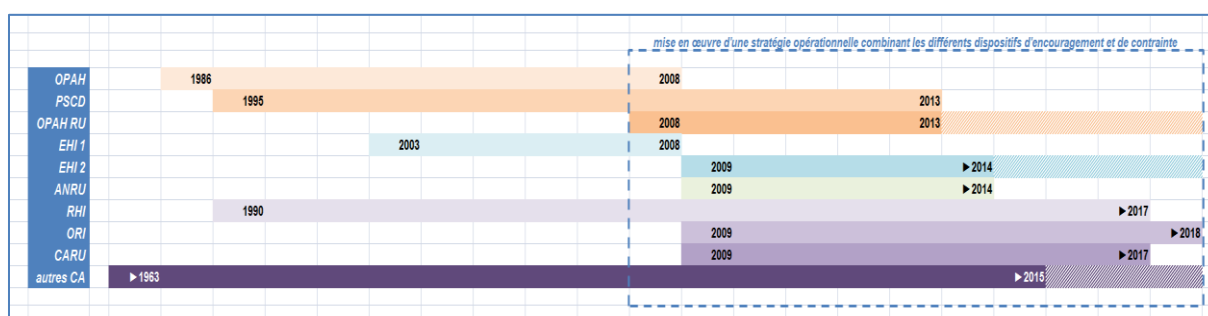 mise en œuvre d'une stratégie opérationnelle combinant les différents dispositifs d'encouragement et de contrainte
OPAH 1986 2008
PSCD 1995 2013
OPAH RU 2008 2013
EHI 1 2003 2008
EHI 2 2009 ►2014
ANRU 2009 ►2014
RHI 1990 ►2017
ORI 2009 ►2018
CARU 2009 ►2017
autres CA ►1963 ►2015